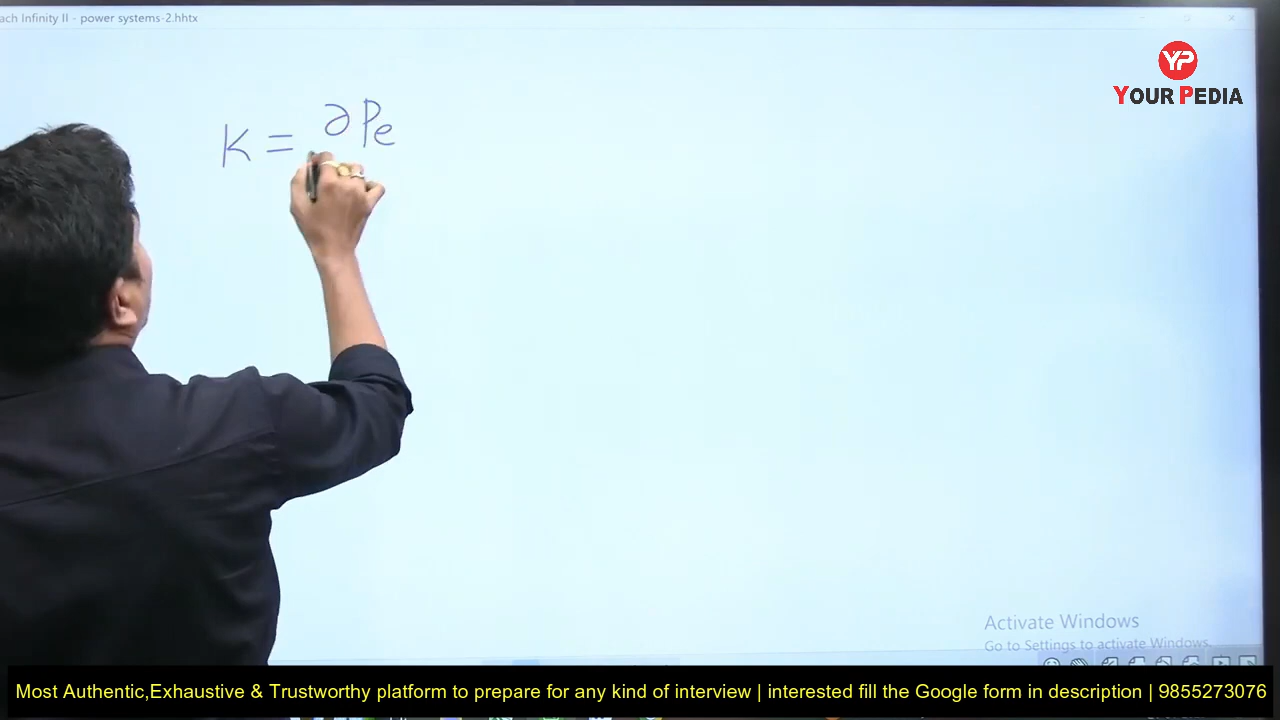 ach Infinity II - power systems-2.hhtx
YP
YOUR PEDIA
K = ∂Pe
Activate Windows
Go to Settings to activate Windows.
Most Authentic,Exhaustive & Trustworthy platform to prepare for any kind of interview | interested fill the Google form in description | 9855273076